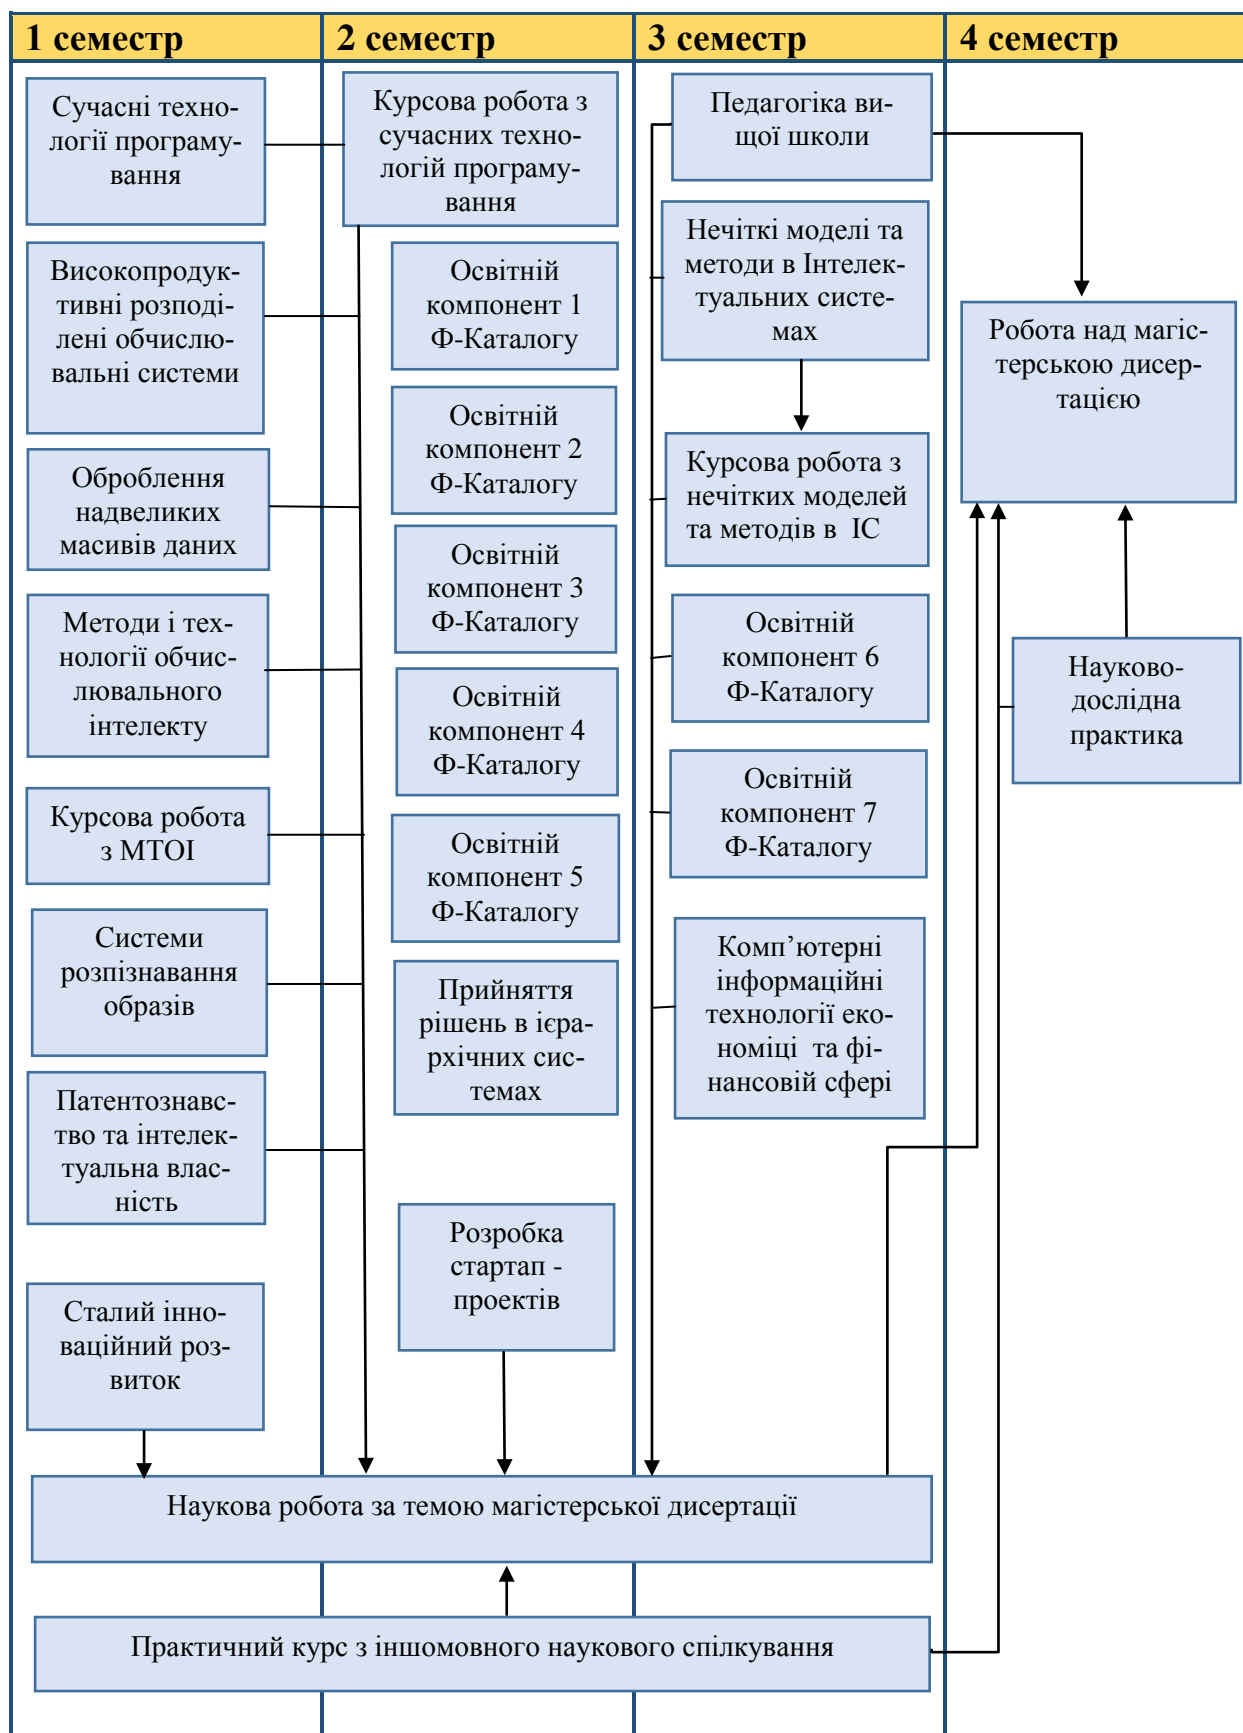 1 семестр
2 семестр
3 семестр
4 семестр
Сучасні техно-
логії програму-
вання
Високопродук-
тивні розподі-
лені обчислю-
вальні системи
Оброблення
надвеликих
масивів даних
Методи і тех-
нології обчис-
лювального
інтелекту
Курсова робота
з МТОІ
Системи
розпізнавання
образів
Патентознавс-
тво та інтелек-
туальна влас-
ність
Сталий інно-
ваційний роз-
виток
Курсова робота з
сучасних техно-
логій програму-
вання
Освітній
компонент 1
Ф-Каталогу
Освітній
компонент 2
Ф-Каталогу
Освітній
компонент 3
Ф-Каталогу
Освітній
компонент 4
Ф-Каталогу
Освітній
компонент 5
Ф-Каталогу
Прийняття
рішень в ієра-
рхічних сис-
темах
Розробка
стартап -
проектів
Педагогіка ви-
щої школи
Нечіткі моделі та
методи в Інтелек-
туальних систе-
мах
Курсова робота з
нечітких моделей
та методів в  ІС
Освітній
компонент 6
Ф-Каталогу
Освітній
компонент 7
Ф-Каталогу
Комп’ютерні
інформаційні
технології еко-
номіці  та фі-
нансовій сфері
Робота над магіс-
терською дисер-
тацією
Науково-
дослідна
практика
Наукова робота за темою магістерської дисертації
Практичний курс з іншомовного наукового спілкування